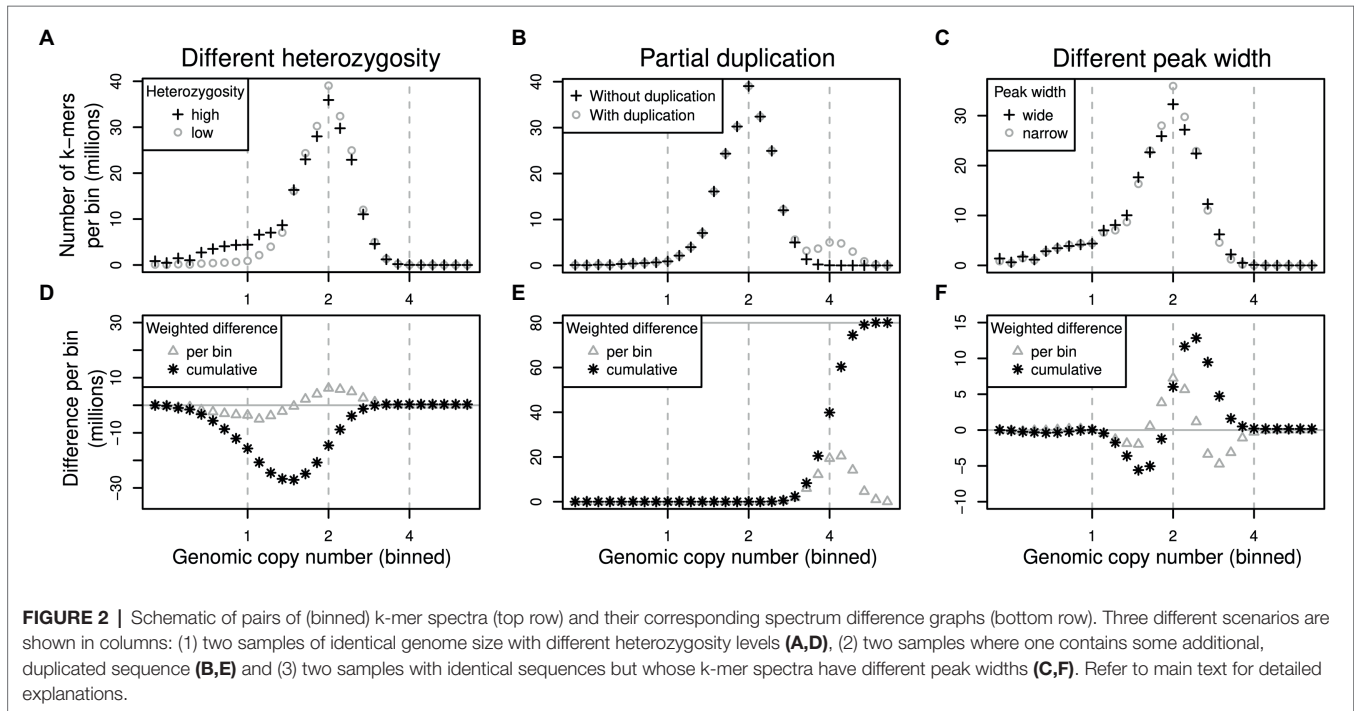 A
Different heterozygosity
Number of k−mers
per bin (millions)
0 10 20 30 40
Heterozygosity
high
low
1 2 4
B
Partial duplication
0 10 20 30 40
Without duplication
With duplication
1 2 4
C
Different peak width
0 10 20 30
Peak width
wide
narrow
1 2 4
D
Difference per bin
(millions)
−30 −10 10 30
Weighted difference
per bin
cumulative
1 2 4
Genomic copy number (binned)
E
0 20 40 60 80
Weighted difference
per bin
cumulative
1 2 4
Genomic copy number (binned)
F
−10 −5 0 5 10 15
Weighted difference
per bin
cumulative
1 2 4
Genomic copy number (binned)
FIGURE 2 | Schematic of pairs of (binned) k-mer spectra (top row) and their corresponding spectrum difference graphs (bottom row). Three different scenarios are
shown in columns: (1) two samples of identical genome size with different heterozygosity levels (A,D), (2) two samples where one contains some additional,
duplicated sequence (B,E) and (3) two samples with identical sequences but whose k-mer spectra have different peak widths (C,F). Refer to main text for detailed
explanations.